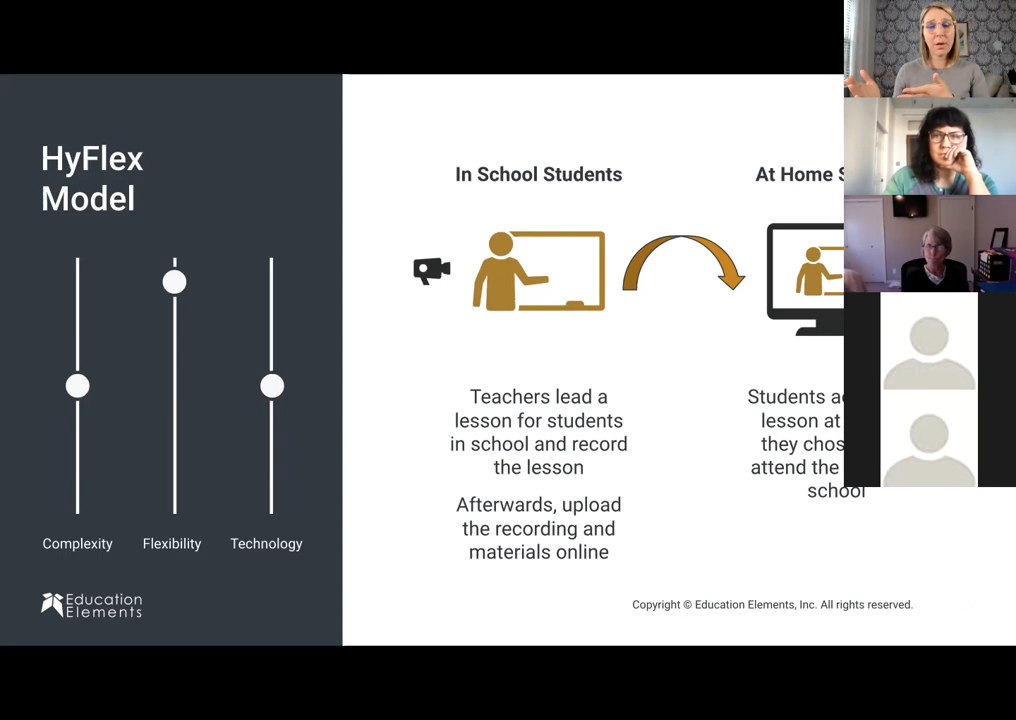 HyFlex
Model
In School Students
At Home
Teachers lead a
lesson for students
in school and record
the lesson
Afterwards, upload
the recording and
materials online
Students
lesson at
they
attend the
school
Complexity
Flexibility
Technology
Education
Elements
Copyright © Education Elements, Inc. All rights reserved.